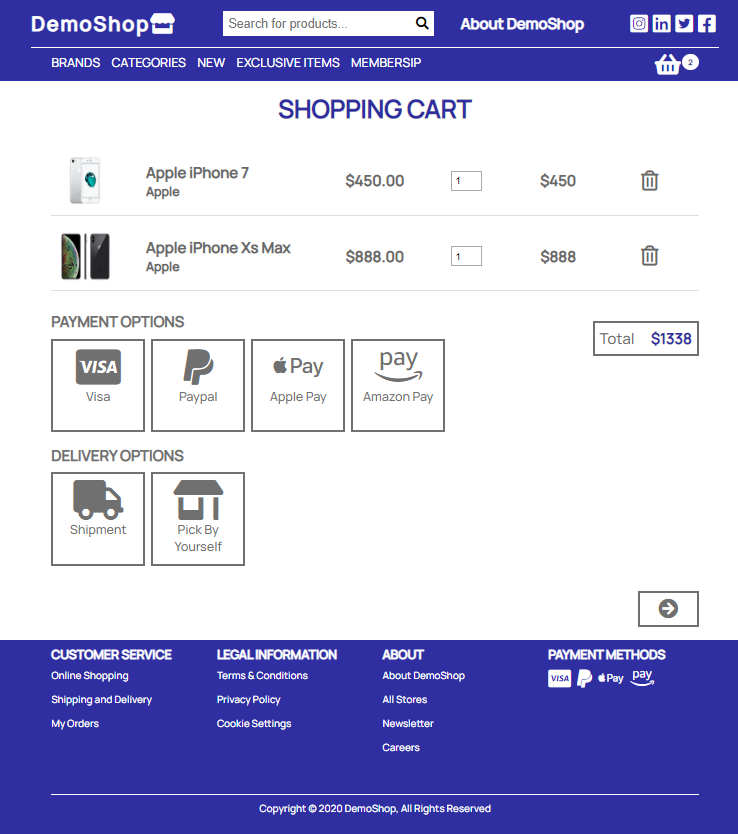 DemoShop
Search for products...
About DemoShop
BRANDS CATEGORIES NEW EXCLUSIVE ITEMS MEMBERSIP
2
SHOPPING CART
Apple iPhone 7
Apple
$450.00
1
$450
Apple iPhone Xs Max
Apple
$888.00
1
$888
PAYMENT OPTIONS
Total $1338
VISA
Visa
Paypal
Pay
Apple Pay
pay
Amazon Pay
DELIVERY OPTIONS
Shipment
Pick By
Yourself
CUSTOMER SERVICE
Online Shopping
Shipping and Delivery
My Orders
LEGAL INFORMATION
Terms & Conditions
Privacy Policy
Cookie Settings
ABOUT
About DemoShop
All Stores
Newsletter
Careers
PAYMENT METHODS
VISA Pay pay
Copyright © 2020 DemoShop, All Rights Reserved